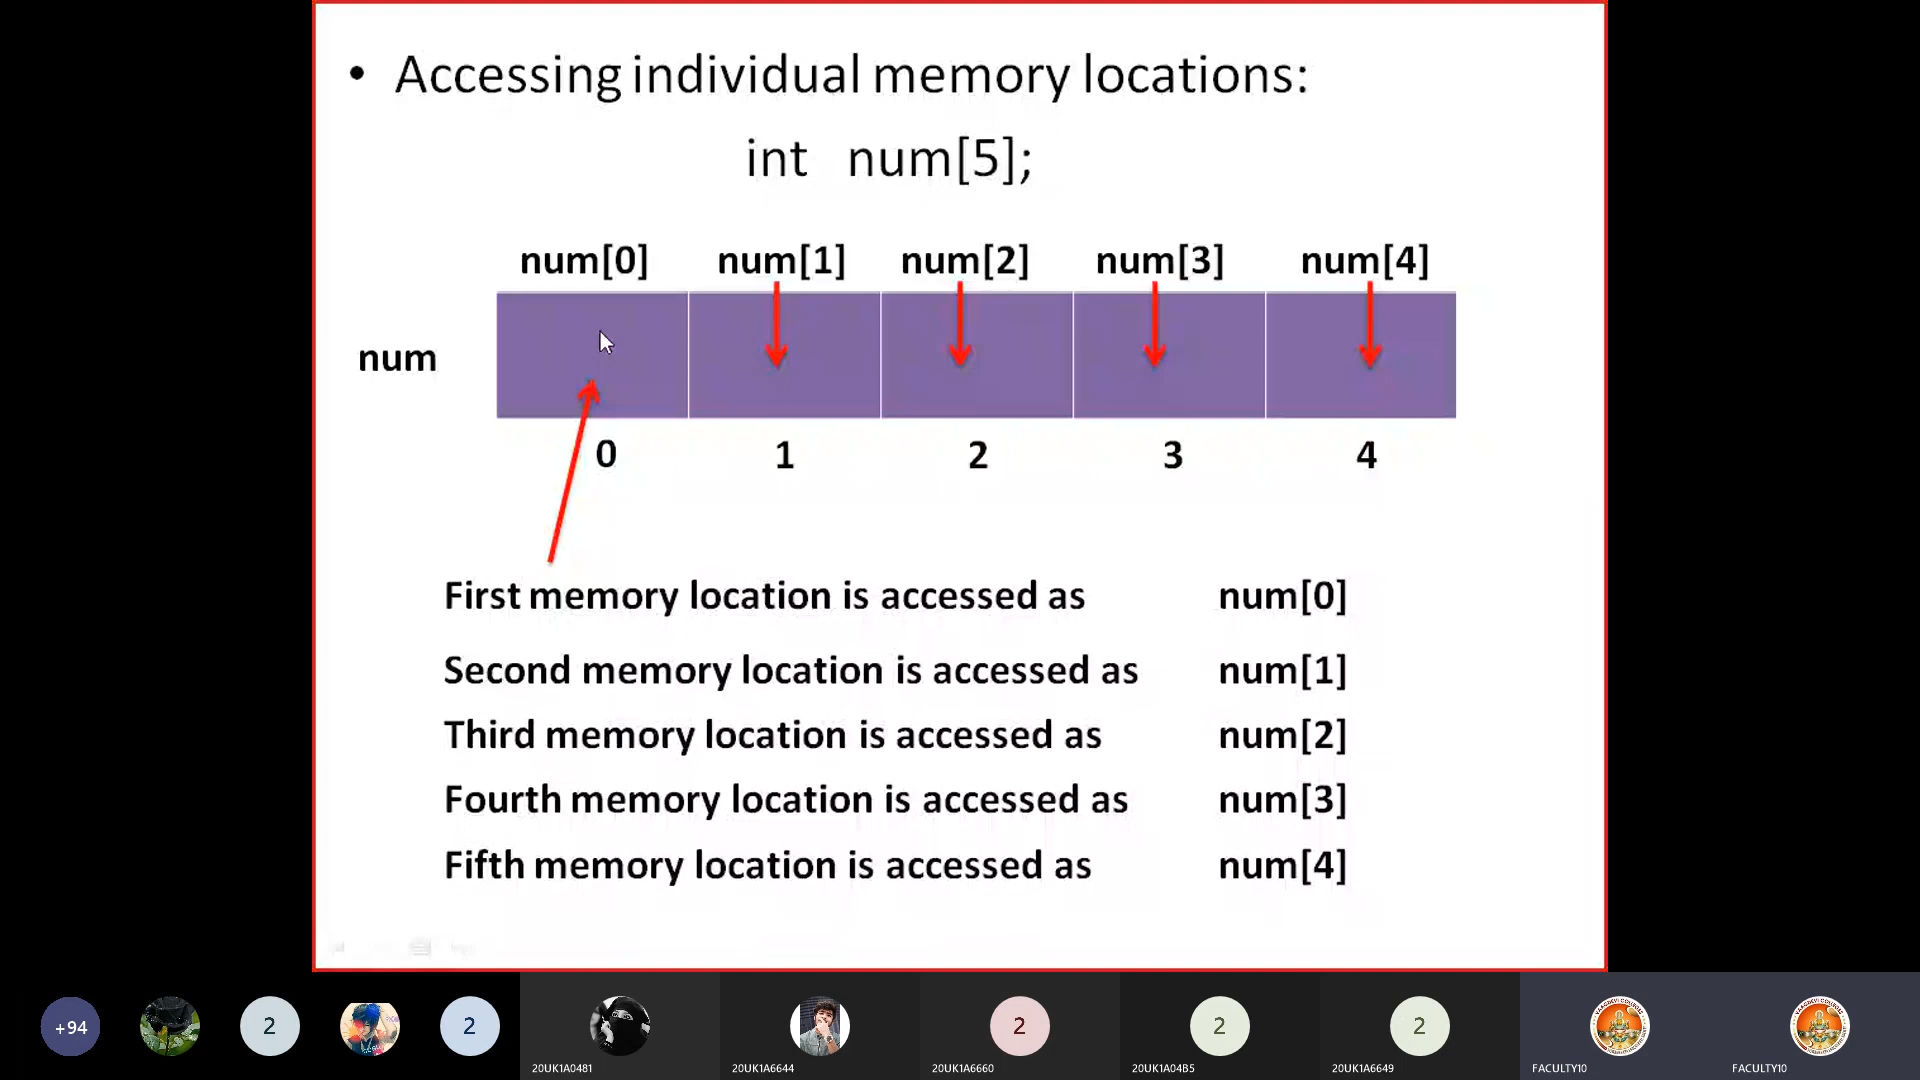 • Accessing individual memory locations:
int num[5];
num[0] num[1] num[2] num[3] num[4]
num
0 1 2 3 4
First memory location is accessed as num[0]
Second memory location is accessed as num[1]
Third memory location is accessed as num[2]
Fourth memory location is accessed as num[3]
Fifth memory location is accessed as num[4]
+94 2 2 2 2 2
20UK1A0481 20UK1A6644 20UK1A6660 20UK1A04B5 20UK1A6649 FACULTY10 FACULTY10